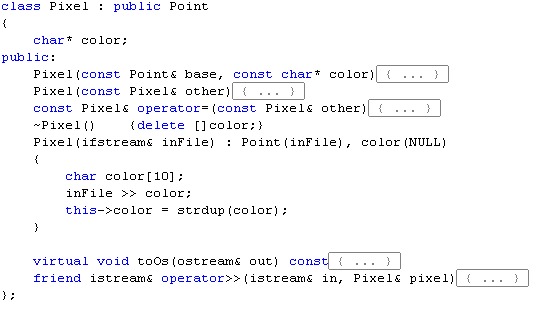 class Pixel : public Point
{
    char* color;
public:
    Pixel(const Point& base, const char* color){ ... }
    Pixel(const Pixel& other){ ... }
    const Pixel& operator=(const Pixel& other){ ... }
    ~Pixel()    {delete []color;}
    Pixel(ifstream& inFile) : Point(inFile), color(NULL)
    {
        char color[10];
        inFile >> color;
        this->color = strdup(color);
    }

    virtual void toOs(ostream& out) const{ ... }
    friend istream& operator>>(istream& in, Pixel& pixel){ ... }
};